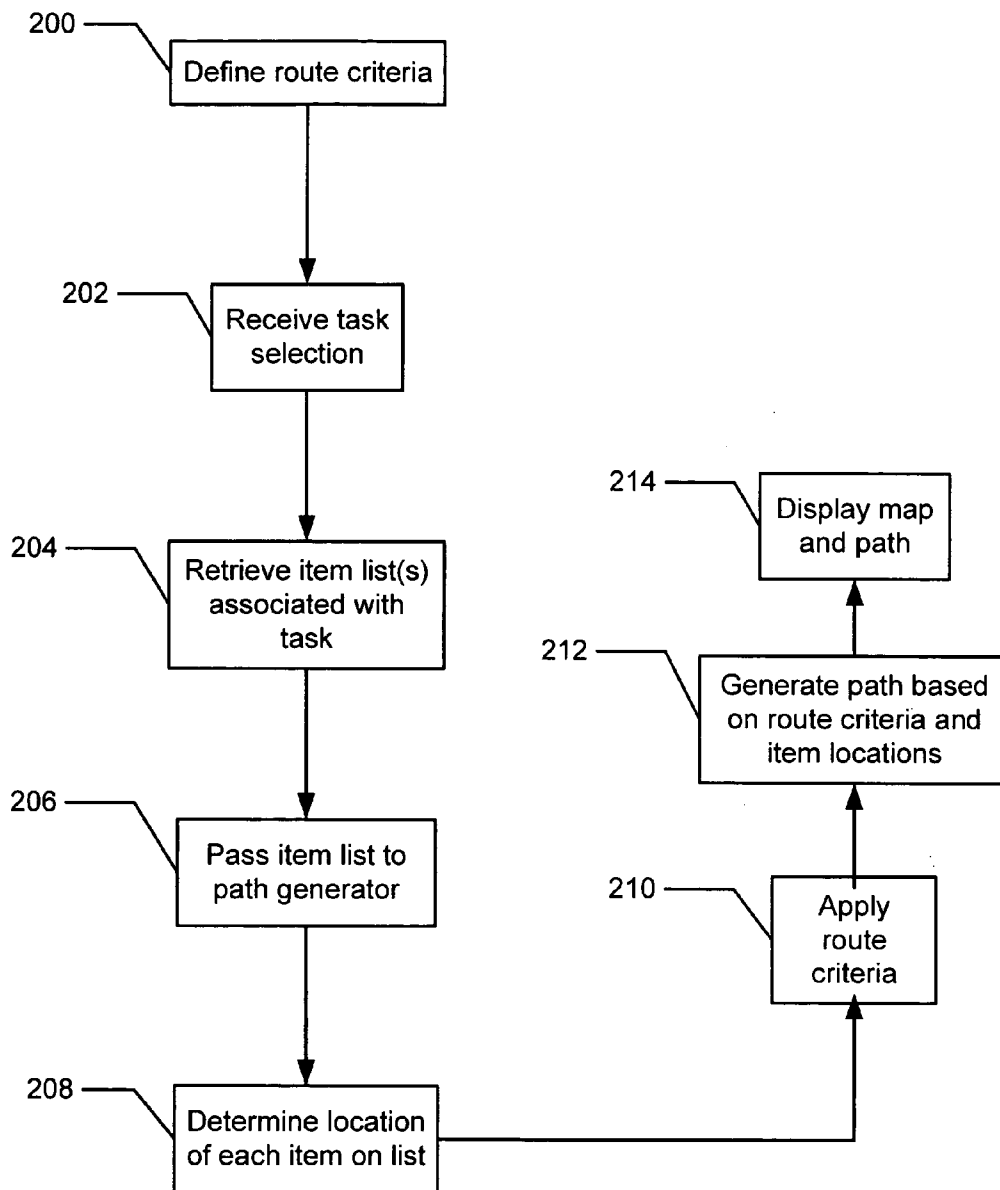 200
Define route criteria
202
Receive task
selection
204
Retrieve item list(s)
associated with
task
206
Pass item list to
path generator
208
Determine location
of each item on list
210
Apply
route
criteria
212
Generate path based
on route criteria and
item locations
214
Display map
and path